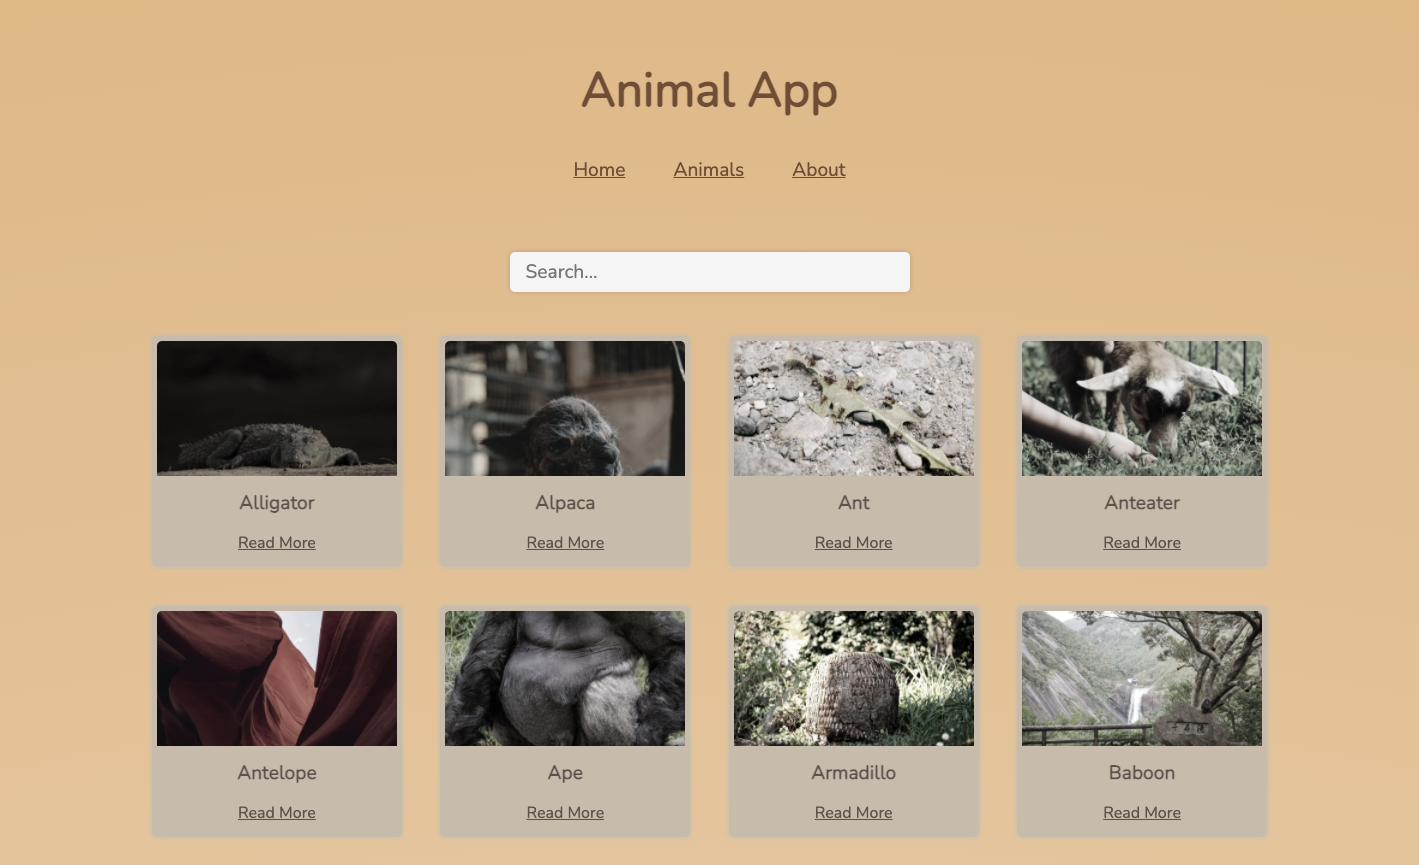 Animal App
Home Animals About
Search...
Alligator Alpaca Ant Anteater
Read More Read More Read More Read More
Antelope Ape Armadillo Baboon
Read More Read More Read More Read More